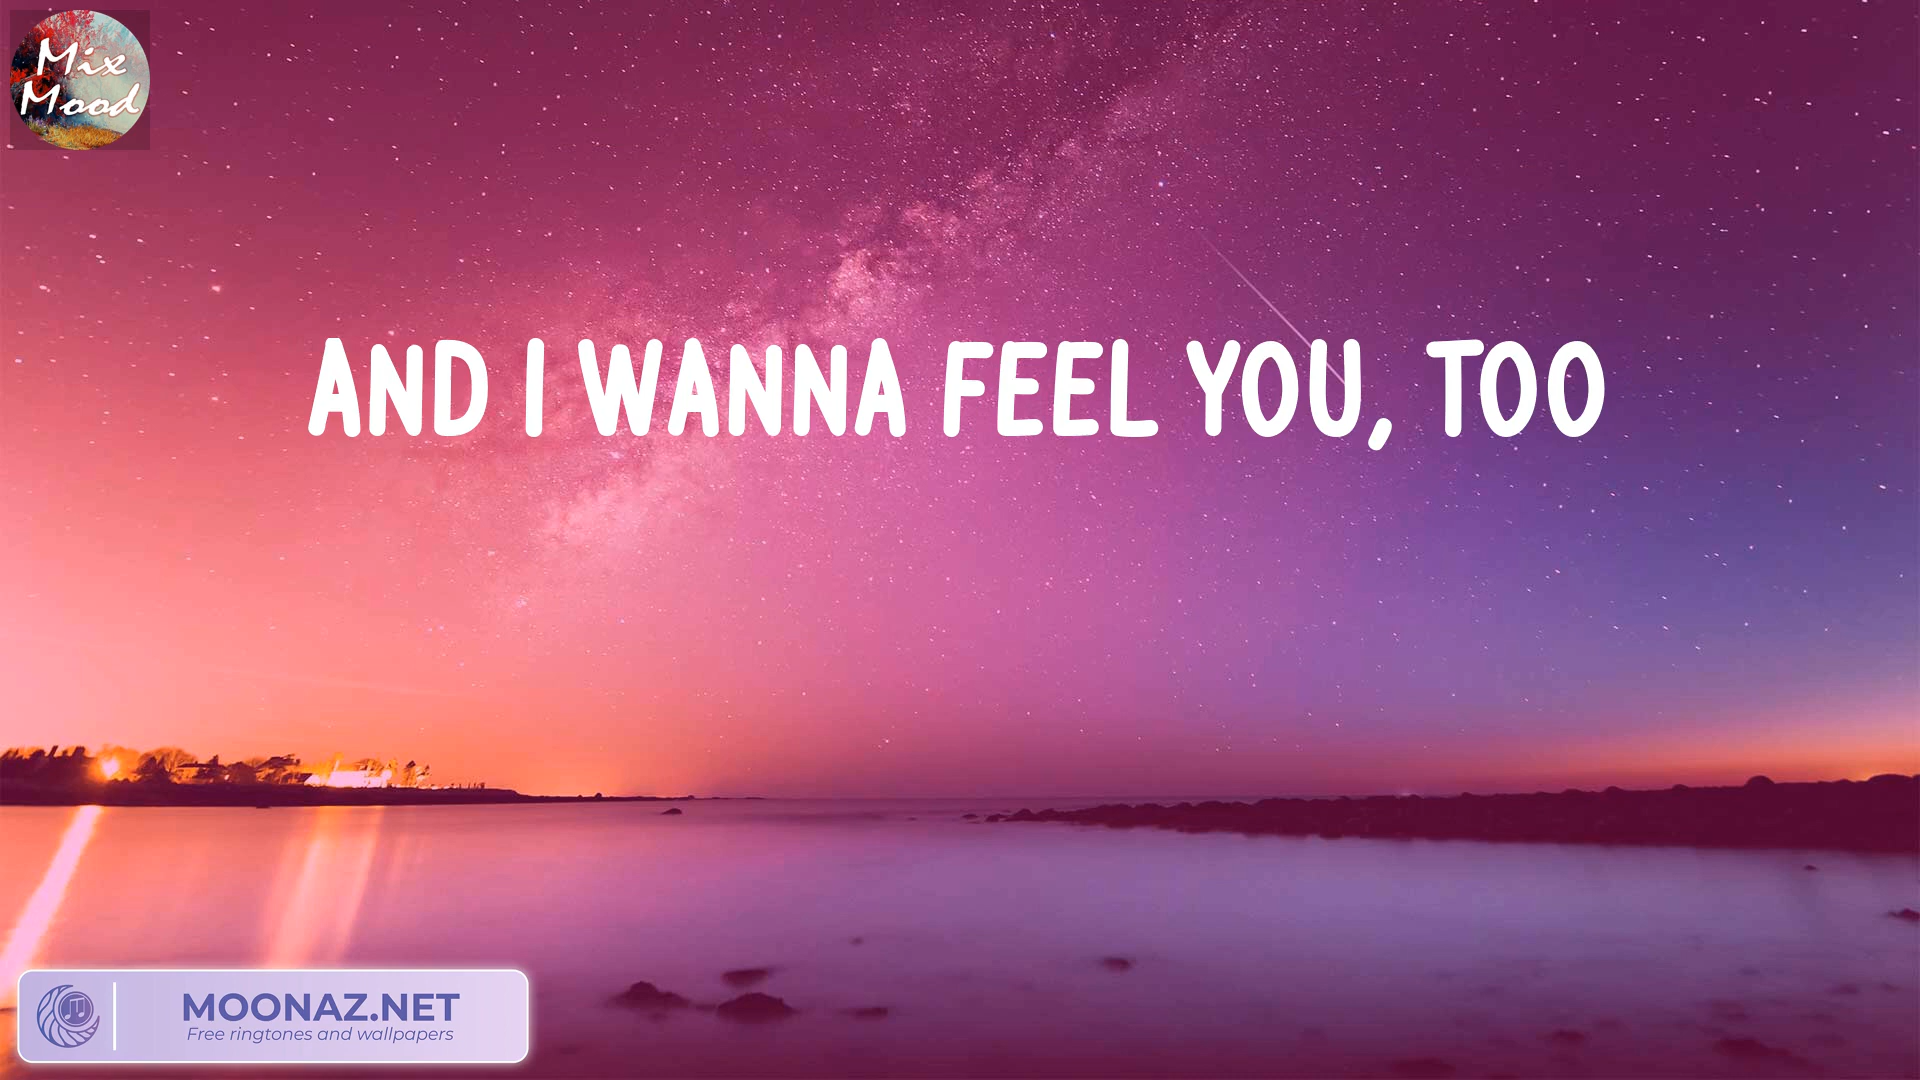 Mix
Mood
AND I WANNA FEEL YOU, TOO
MOONAZ.NET
Free ringtones and wallpapers